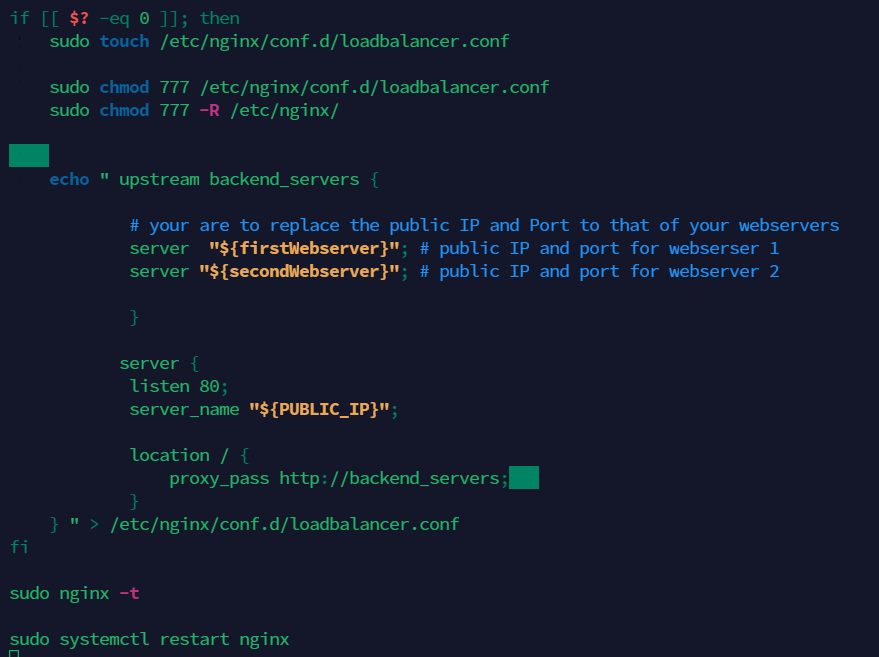 if [[ $? -eq 0 ]]; then
sudo touch /etc/nginx/conf.d/loadbalancer.conf
sudo chmod 777 /etc/nginx/conf.d/loadbalancer.conf
sudo chmod 777 -R /etc/nginx/
echo " upstream backend_servers {
# your are to replace the public IP and Port to that of your webservers
server  "${firstWebserver}"; # public IP and port for webserser 1
server "${secondWebserver}"; # public IP and port for webserver 2
}
server {
listen 80;
server_name "${PUBLIC_IP}";
location / {
proxy_pass http://backend_servers;
}
} " > /etc/nginx/conf.d/loadbalancer.conf
fi
sudo nginx -t
sudo systemctl restart nginx